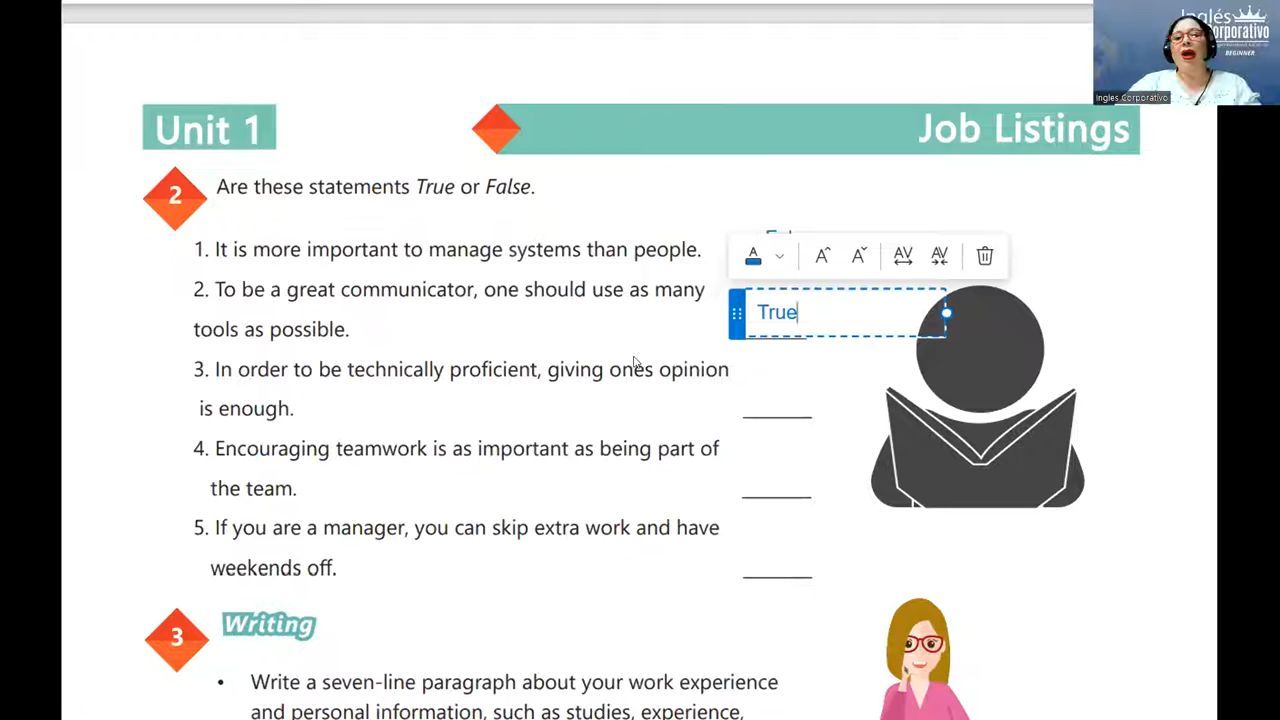 Inglés
Corporativo
BEGINNER
Ingles Corporativo
Unit 1
Job Listings
2
Are these statements True or False.
1. It is more important to manage systems than people.
2. To be a great communicator, one should use as many
tools as possible.
True
3. In order to be technically proficient, giving ones opinion
is enough.
4. Encouraging teamwork is as important as being part of
the team.
5. If you are a manager, you can skip extra work and have
weekends off.
3
Writing
• Write a seven-line paragraph about your work experience
and personal information, such as studies, experience,